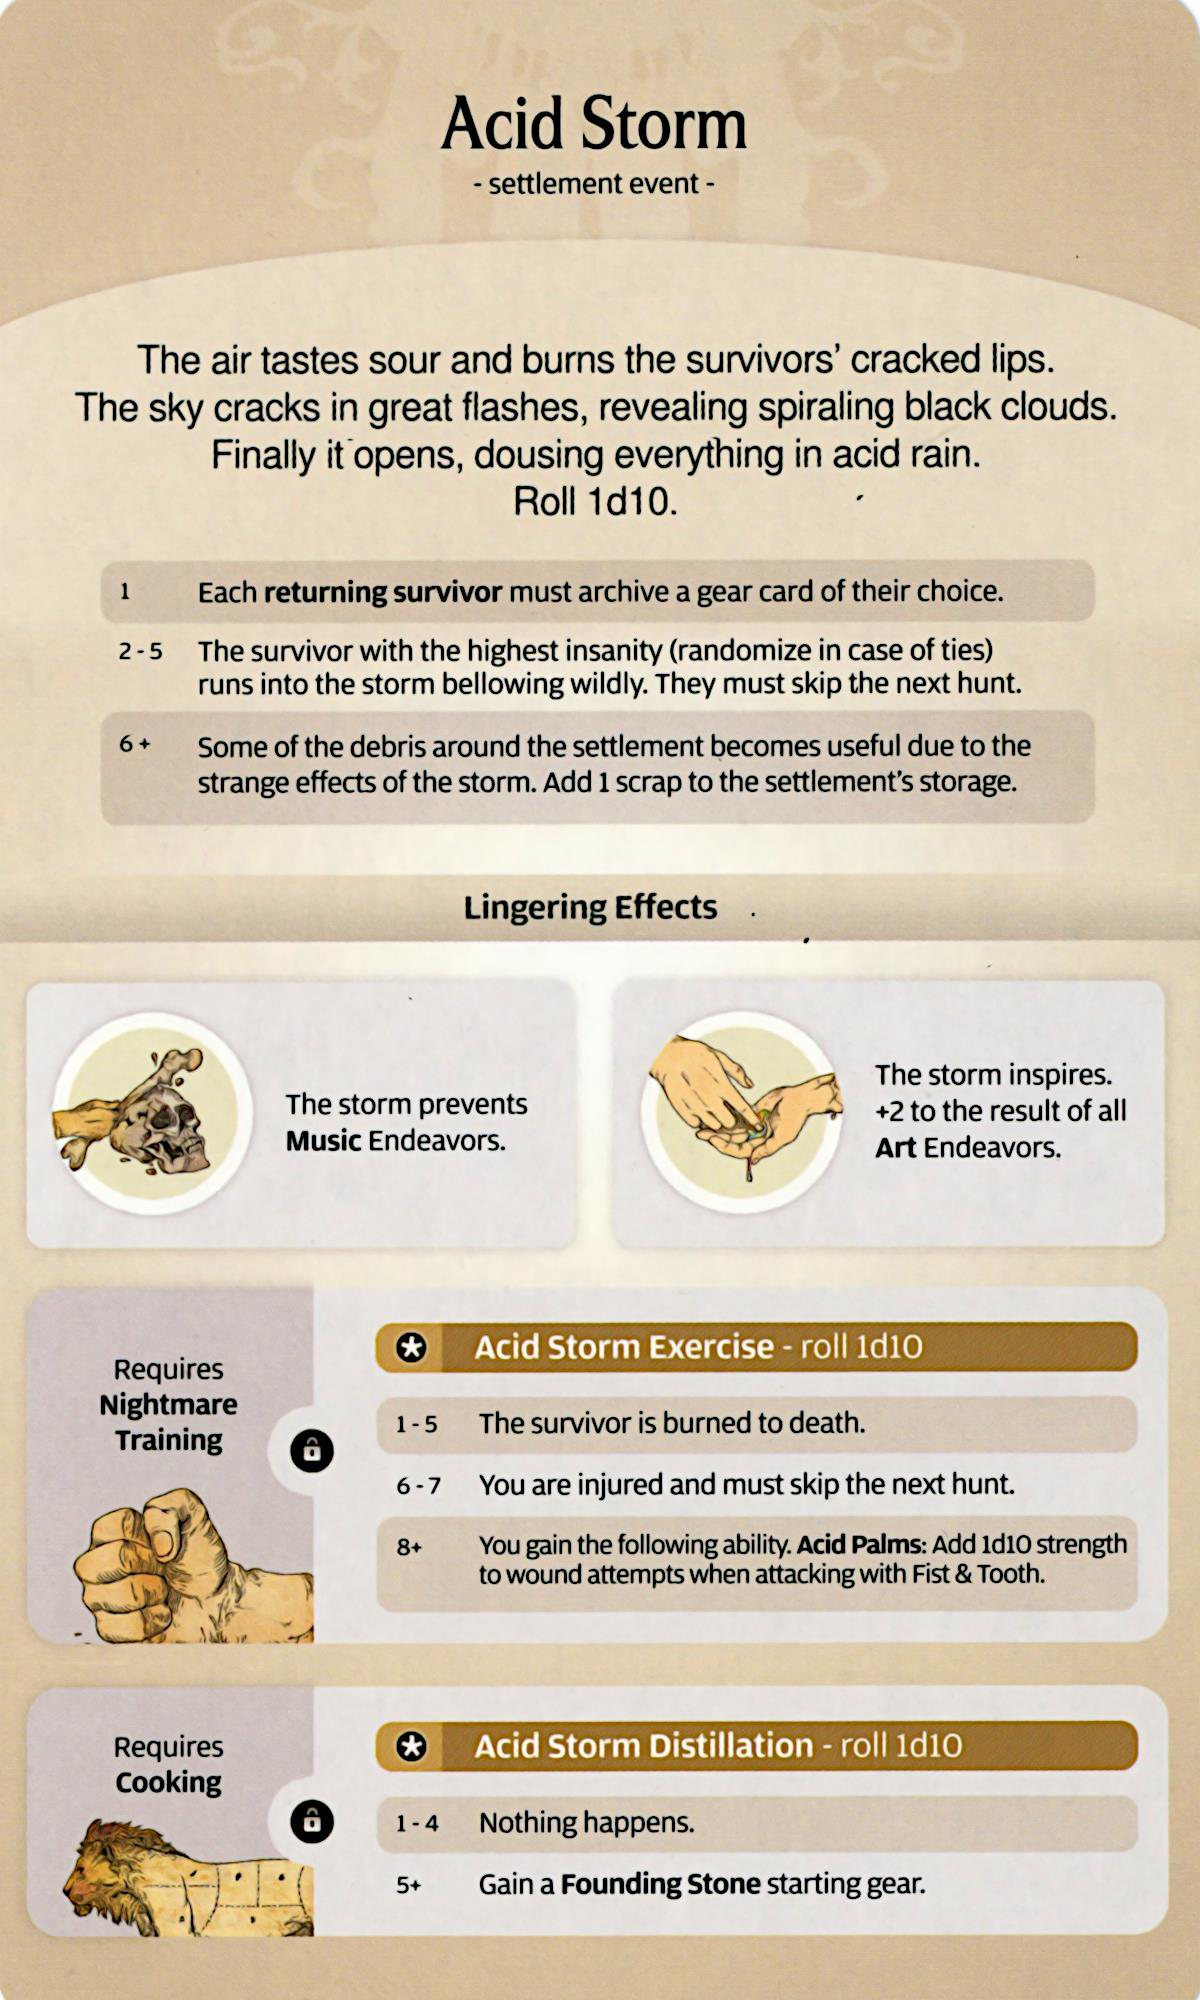 Acid Storm
- settlement event -
The air tastes sour and burns the survivors’ cracked lips.
The sky cracks in great flashes, revealing spiraling black clouds.
Finally it opens, dousing everything in acid rain.
Roll 1d10.
1 Each returning survivor must archive a gear card of their choice.
2 - 5 The survivor with the highest insanity (randomize in case of ties)
runs into the storm bellowing wildly. They must skip the next hunt.
6 + Some of the debris around the settlement becomes useful due to the
strange effects of the storm. Add 1 scrap to the settlement’s storage.
Lingering Effects
The storm prevents
Music Endeavors.
The storm inspires.
+2 to the result of all
Art Endeavors.
Requires
Nightmare
Training
Acid Storm Exercise - roll 1d10
1 - 5 The survivor is burned to death.
6 - 7 You are injured and must skip the next hunt.
8+ You gain the following ability. Acid Palms: Add 1d10 strength
to wound attempts when attacking with Fist & Tooth.
Requires
Cooking
Acid Storm Distillation - roll 1d10
1 - 4 Nothing happens.
5+ Gain a Founding Stone starting gear.